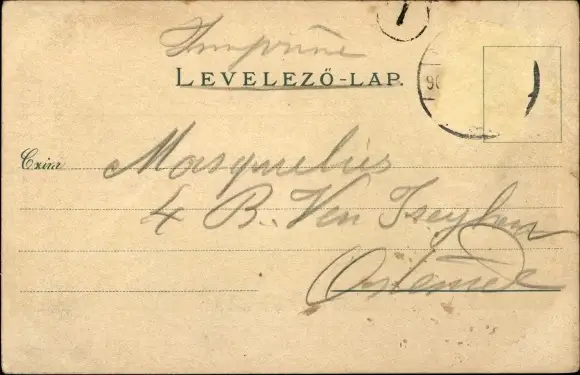 Imprimé
LEVELEZŐ-LAP.
Czím
Masquelier
4 B. Van Iseghem
Ostende